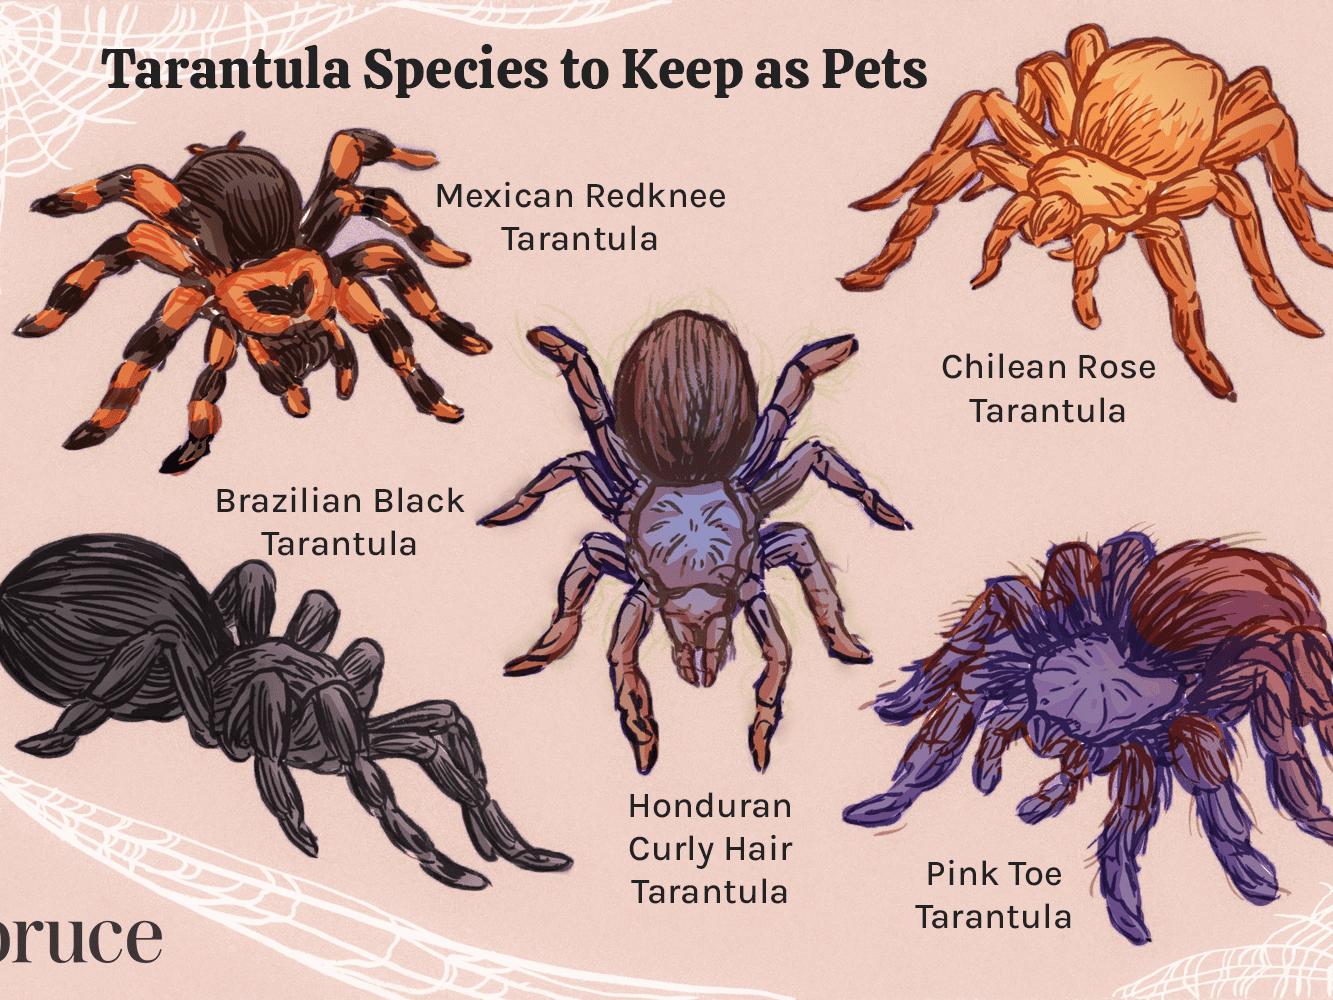 Tarantula Species to Keep as Pets
Mexican Redknee
Tarantula
Chilean Rose
Tarantula
Brazilian Black
Tarantula
Honduran
Curly Hair
Tarantula
Pink Toe
Tarantula